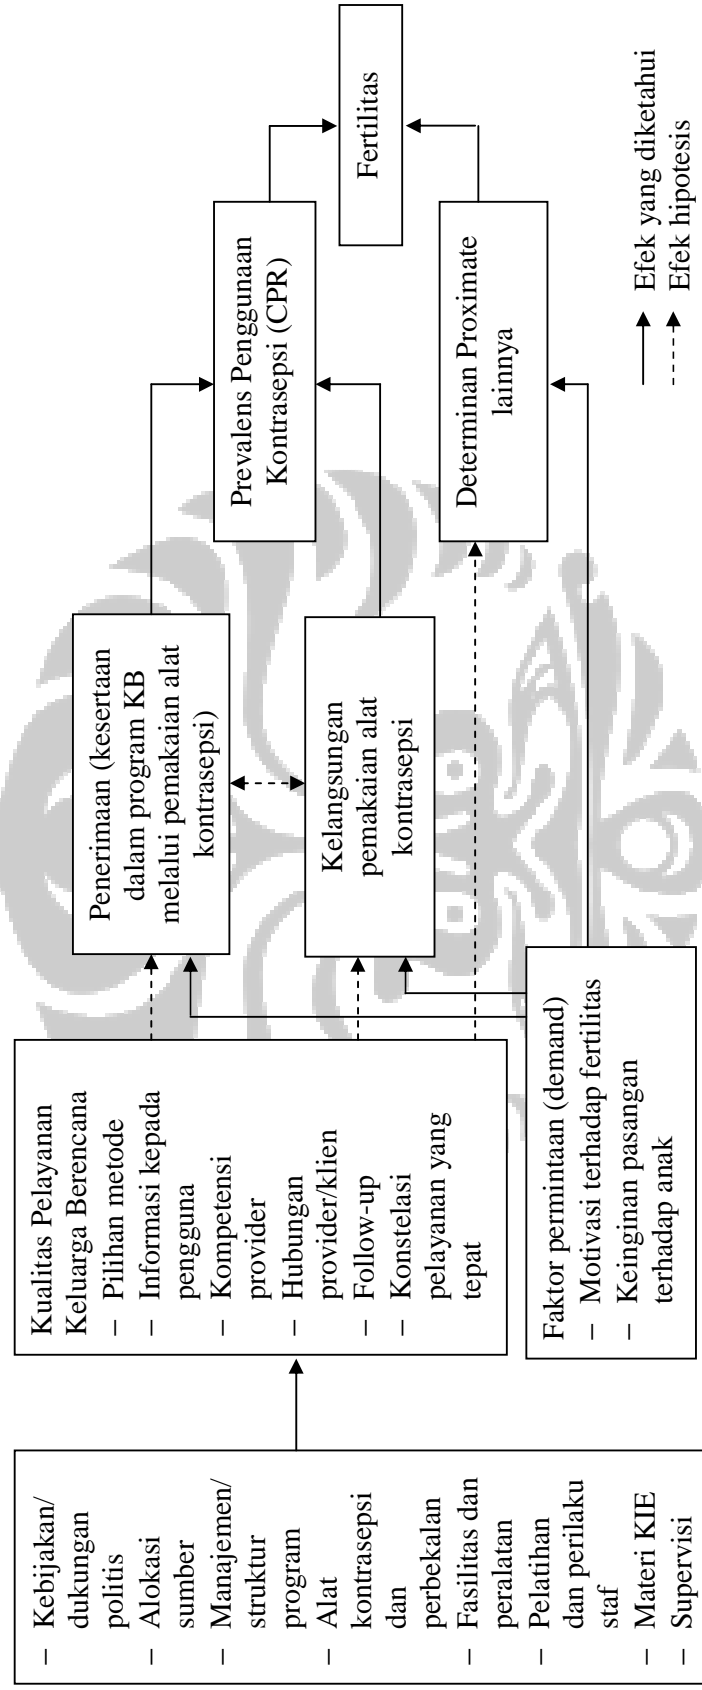 – Kebijakan/
dukungan
politis
– Alokasi
sumber
– Manajemen/
struktur
program
– Alat
kontrasepsi
dan
perbekalan
– Fasilitas dan
peralatan
– Pelatihan
dan perilaku
staf
– Materi KIE
– Supervisi
Kualitas Pelayanan
Keluarga Berencana
– Pilihan metode
– Informasi kepada
pengguna
– Kompetensi
provider
– Hubungan
provider/klien
– Follow-up
– Konstelasi
pelayanan yang
tepat
Faktor permintaan (demand)
– Motivasi terhadap fertilitas
– Keinginan pasangan
terhadap anak
Penerimaan (kesertaan
dalam program KB
melalui pemakaian alat
kontrasepsi)
Kelangsungan
pemakaian alat
kontrasepsi
Prevalens Penggunaan
Kontrasepsi (CPR)
Determinan Proximate
lainnya
Fertilitas
Efek yang diketahui
Efek hipotesis